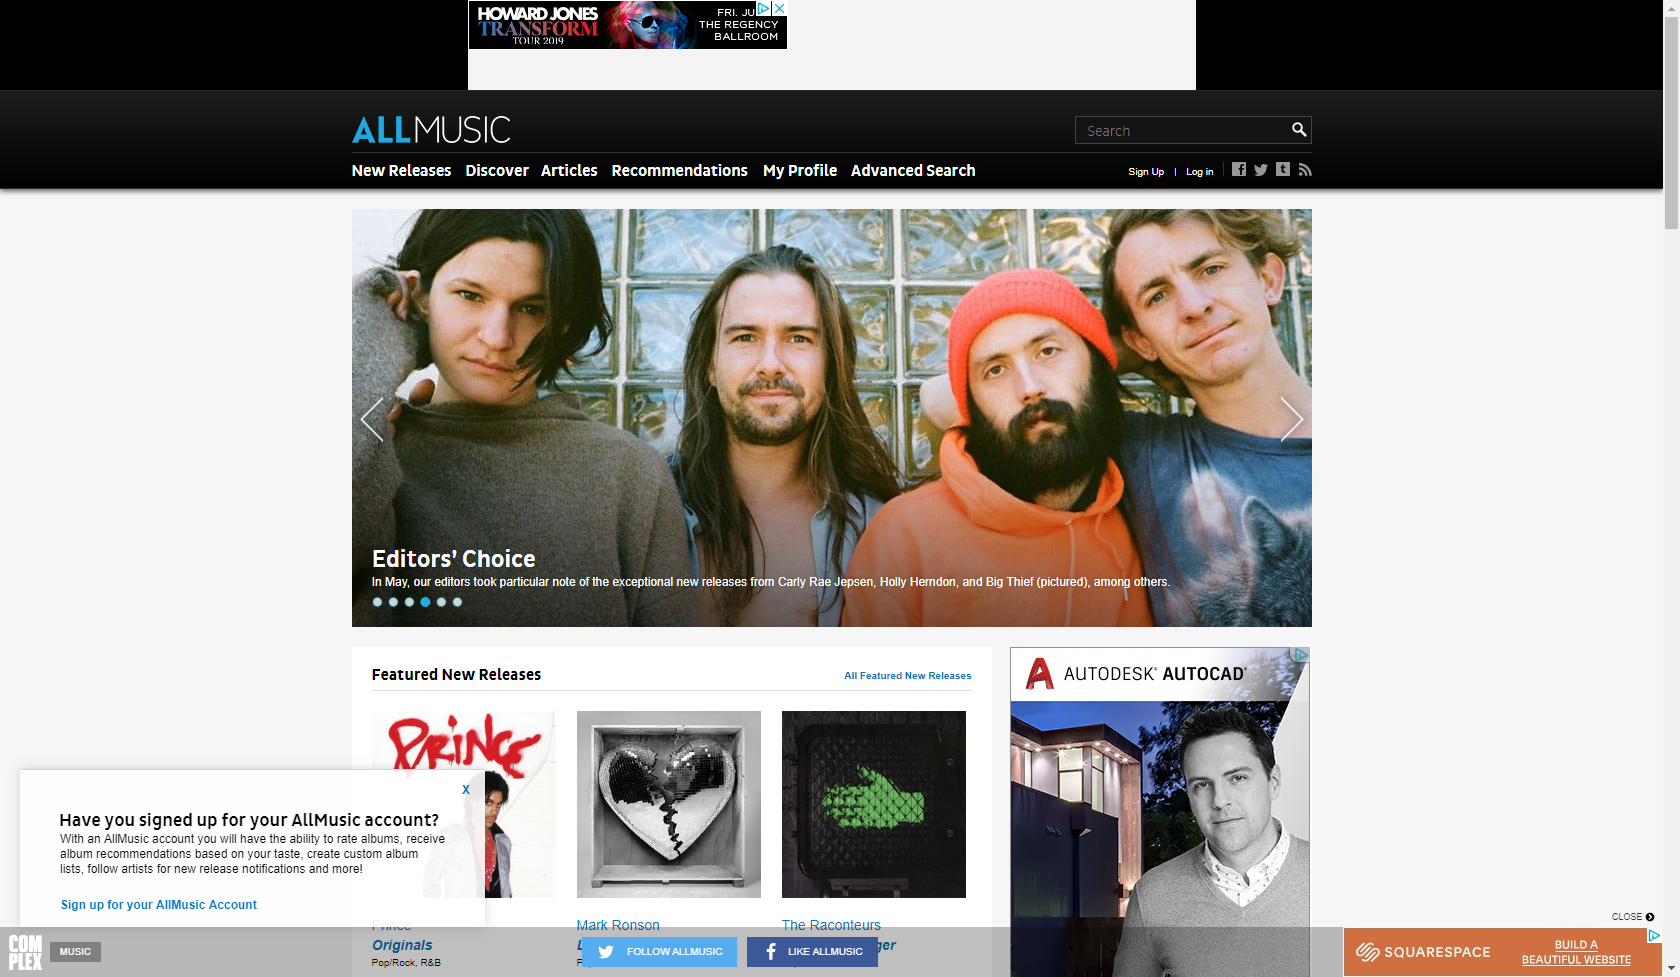 HOWARD JONES
TRANSFORM
TOUR 2019
FRI. JU
THE REGENCY
BALLROOM
ALLMUSIC
Search
New Releases Discover Articles Recommendations My Profile Advanced Search
Sign Up | Log in
Editors' Choice
In May, our editors took particular note of the exceptional new releases from Carly Rae Jepsen, Holly Herndon, and Big Thief (pictured), among others.
Featured New Releases
All Featured New Releases
AUTODESK® AUTOCAD®
PRINCE
X
Have you signed up for your AllMusic account?
With an AllMusic account you will have the ability to rate albums, receive
album recommendations based on your taste, create custom album
lists, follow artists for new release notifications and more!
Sign up for your AllMusic Account
Prince
Mark Ronson
The Raconteurs
Originals
Pop/Rock, R&B
CLOSE
COMPLEX
MUSIC
FOLLOW ALLMUSIC
LIKE ALLMUSIC
SQUARESPACE
BUILD A
BEAUTIFUL WEBSITE